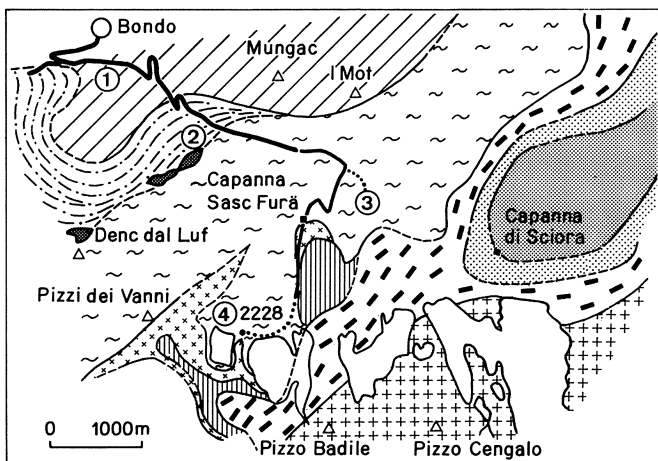 Bondo
Mungac
1
l'Mot
2
Capanna
Sasc Furä
3
Capanna
di Sciora
Denc dal Luf
Pizzi dei Vanni
4 2228
0 1000m
Pizzo Badile
Pizzo Cengalo